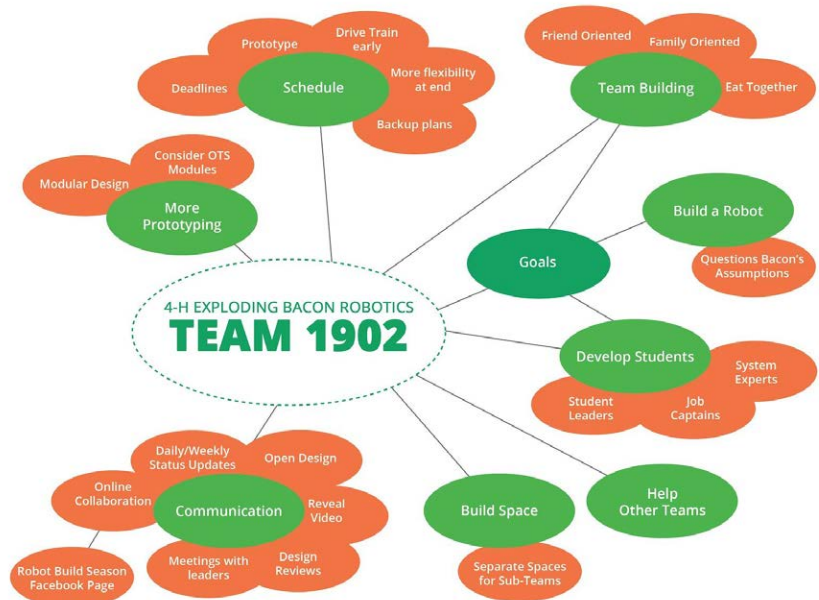 Prototype
Drive Train
early
Deadlines
Schedule
More flexibility
at end
Backup plans
Friend Oriented
Family Oriented
Team Building
Eat Together
Consider OTS
Modules
Modular Design
More
Prototyping
Build a Robot
Questions Bacon's
Assumptions
Goals
4-H EXPLODING BACON ROBOTICS
TEAM 1902
Develop Students
System
Experts
Student
Leaders
Job
Captains
Daily/Weekly
Status Updates
Open Design
Online
Collaboration
Communication
Reveal
Video
Meetings with
leaders
Design
Reviews
Robot Build Season
Facebook Page
Build Space
Separate Spaces
for Sub-Teams
Help
Other Teams